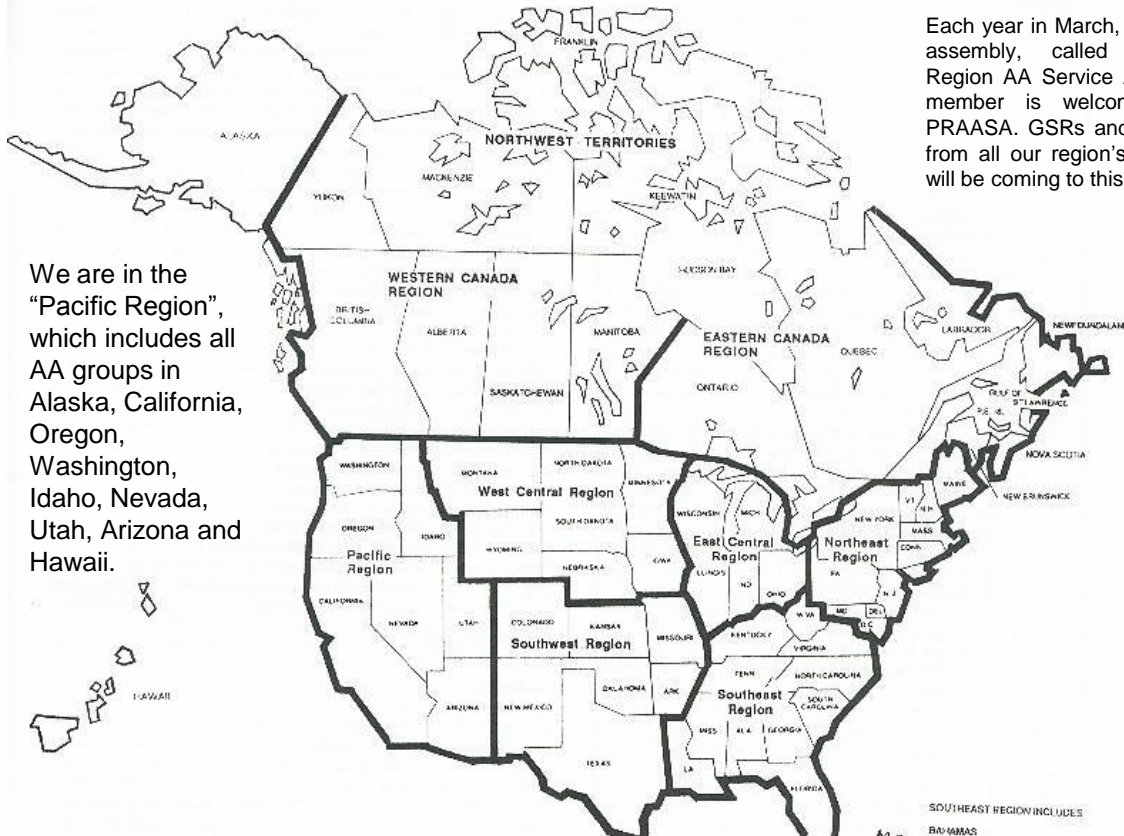 Each year in March,
assembly, called
Region AA Service
member is
PRAASA. GSRs and
from all our region's
will be coming to this
FRANKLIN
ALASKA
NORTHWEST TERRITORIES
MACKENZIE
YUKON
KEEWATIN
We are in the
“Pacific Region”,
which includes all
AA groups in
Alaska, California,
Oregon,
Washington,
Idaho, Nevada,
Utah, Arizona and
Hawaii.
HUDSON BAY
WESTERN CANADA
REGION
BRITISH
COLUMBIA
ALBERTA
MANITOBA
SASKATCHEWAN
EASTERN CANADA
REGION
ONTARIO
QUEBEC
LABRADOR
GULF OF
ST LAWRENCE
P.E.I.
NOVA SCOTIA
NEW BRUNSWICK
WASHINGTON
MONTANA
NORTH DAKOTA
MINNESOTA
West Central Region
SOUTH DAKOTA
WISCONSIN
MICH
MAINE
VT
N.H
NEW YORK
MASS
CONN
OREGON
IDAHO
WYOMING
Pacific
Region
NEBRASKA
IOWA
East Central
Region
ILLINOIS
IND
OHIO
Northeast
Region
PA
N J
MD
DEL
D C
CALIFORNIA
NEVADA
UTAH
COLORADO
KANSAS
MISSOURI
Southwest Region
KENTUCKY
W VA
VIRGINIA
HAWAII
ARIZONA
NEW MEXICO
OKLAHOMA
ARK
TENN
NORTH CAROLINA
Southeast
Region
SOUTH
CAROLINA
MISS
ALA
GEORGIA
TEXAS
LA
FLORIDA
SOUTHEAST REGION INCLUDES
BAHAMAS